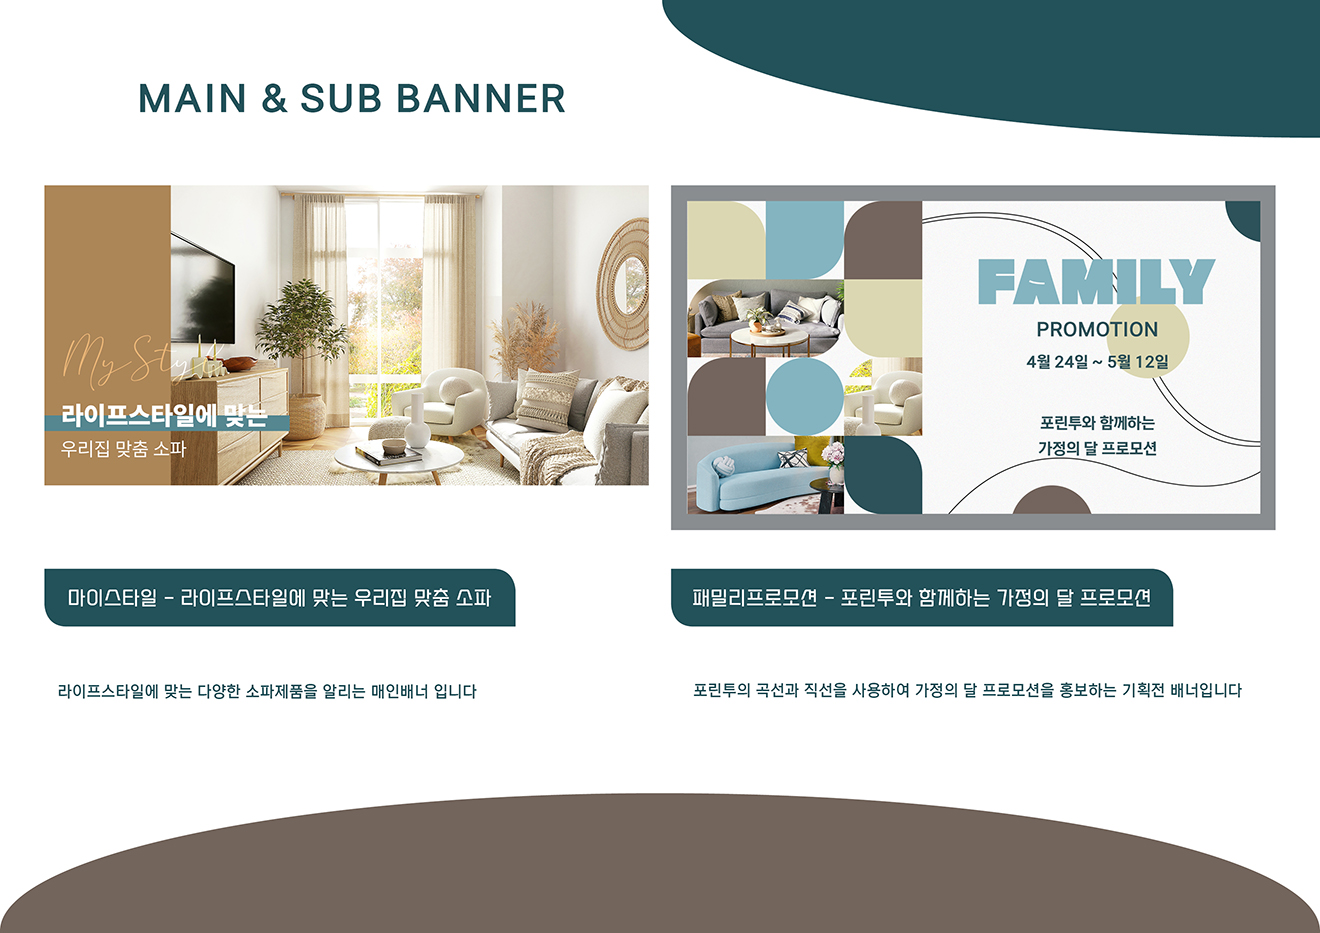 MAIN & SUB BANNER
My Style
라이프스타일에 맞는
우리집 맞춤 소파
FAMILY
PROMOTION
4월 24일 ~ 5월 12일
포린투와 함께하는
가정의 달 프로모션
마이스타일 - 라이프스타일에 맞는 우리집 맞춤 소파
패밀리프로모션 - 포린투와 함께하는 가정의 달 프로모션
라이프스타일에 맞는 다양한 소파제품을 알리는 매인배너 입니다
포린투의 곡선과 직선을 사용하여 가정의 달 프로모션을 홍보하는 기획전 배너입니다